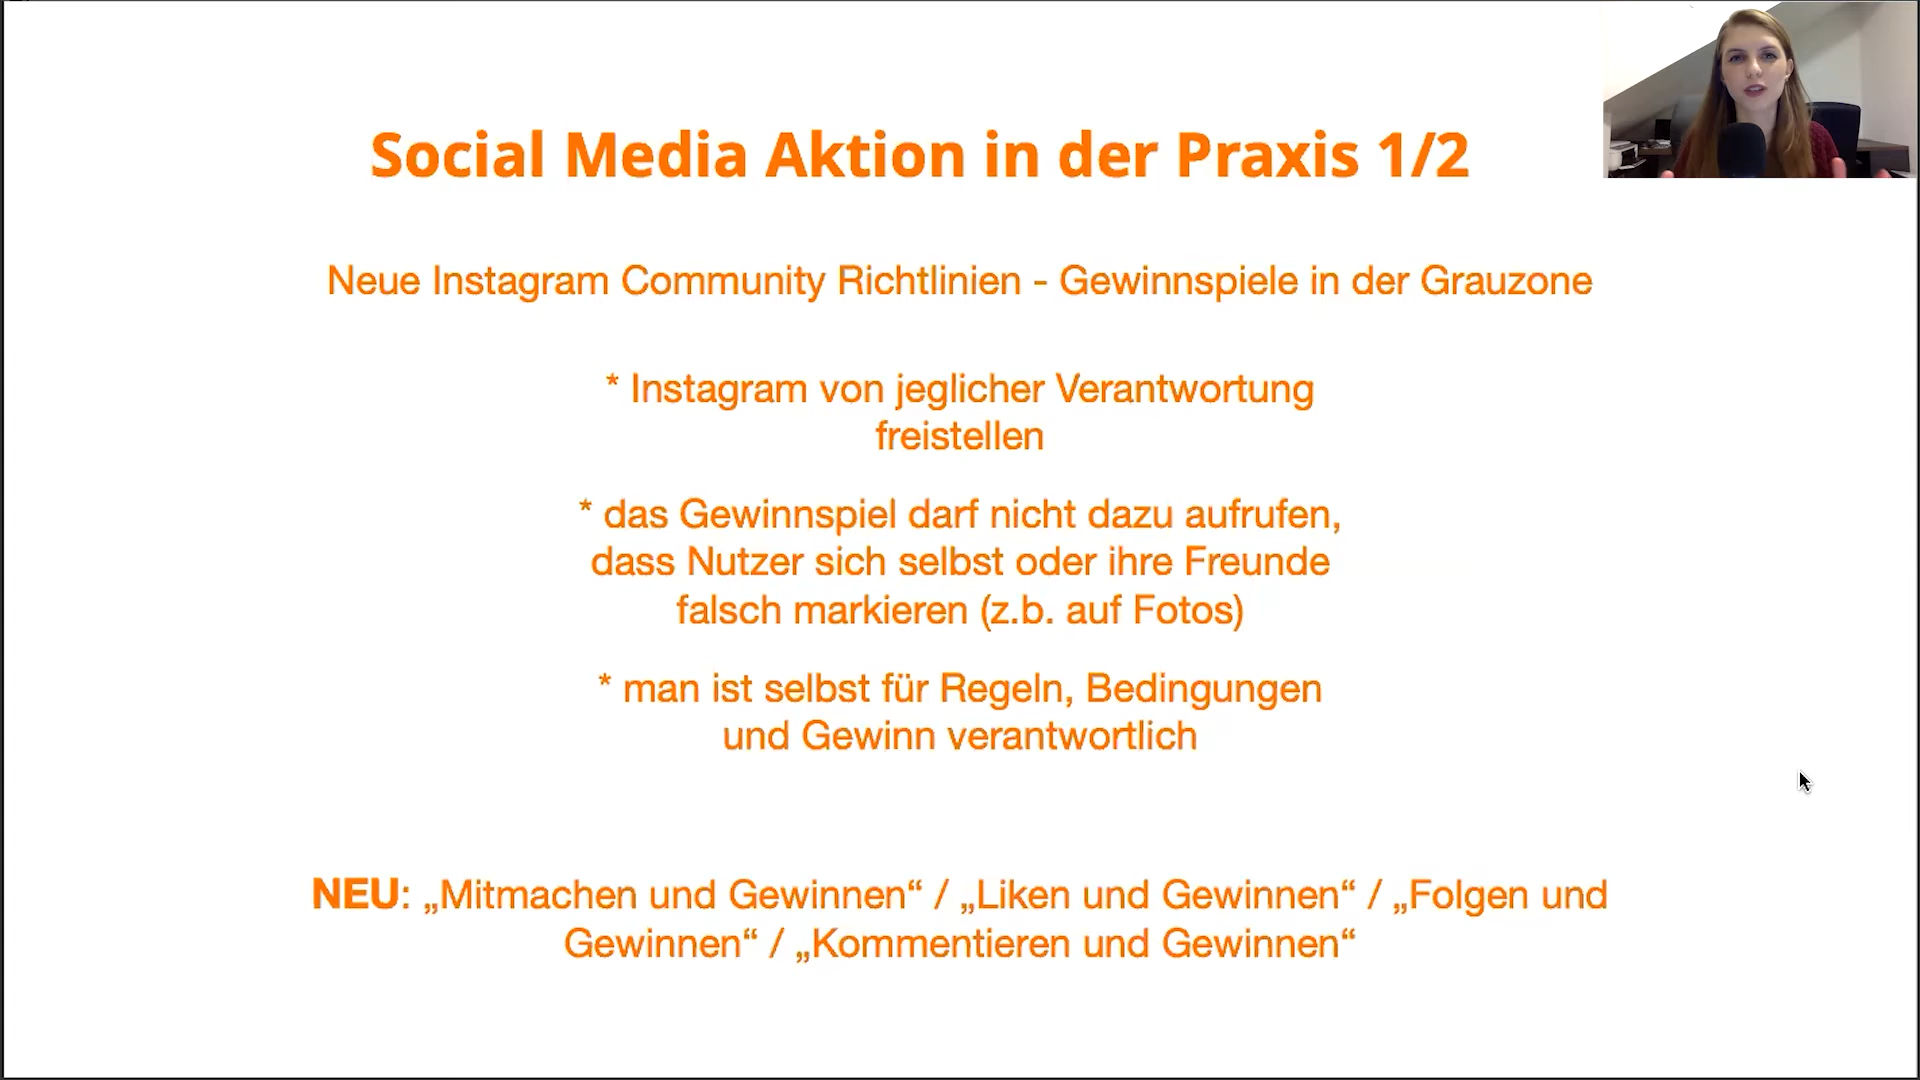 Social Media Aktion in der Praxis 1/2
Neue Instagram Community Richtlinien - Gewinnspiele in der Grauzone
* Instagram von jeglicher Verantwortung
freistellen
* das Gewinnspiel darf nicht dazu aufrufen,
dass Nutzer sich selbst oder ihre Freunde
falsch markieren (z.b. auf Fotos)
* man ist selbst für Regeln, Bedingungen
und Gewinn verantwortlich
NEU: „Mitmachen und Gewinnen“ / „Liken und Gewinnen“ / „Folgen und
Gewinnen“ / „Kommentieren und Gewinnen“